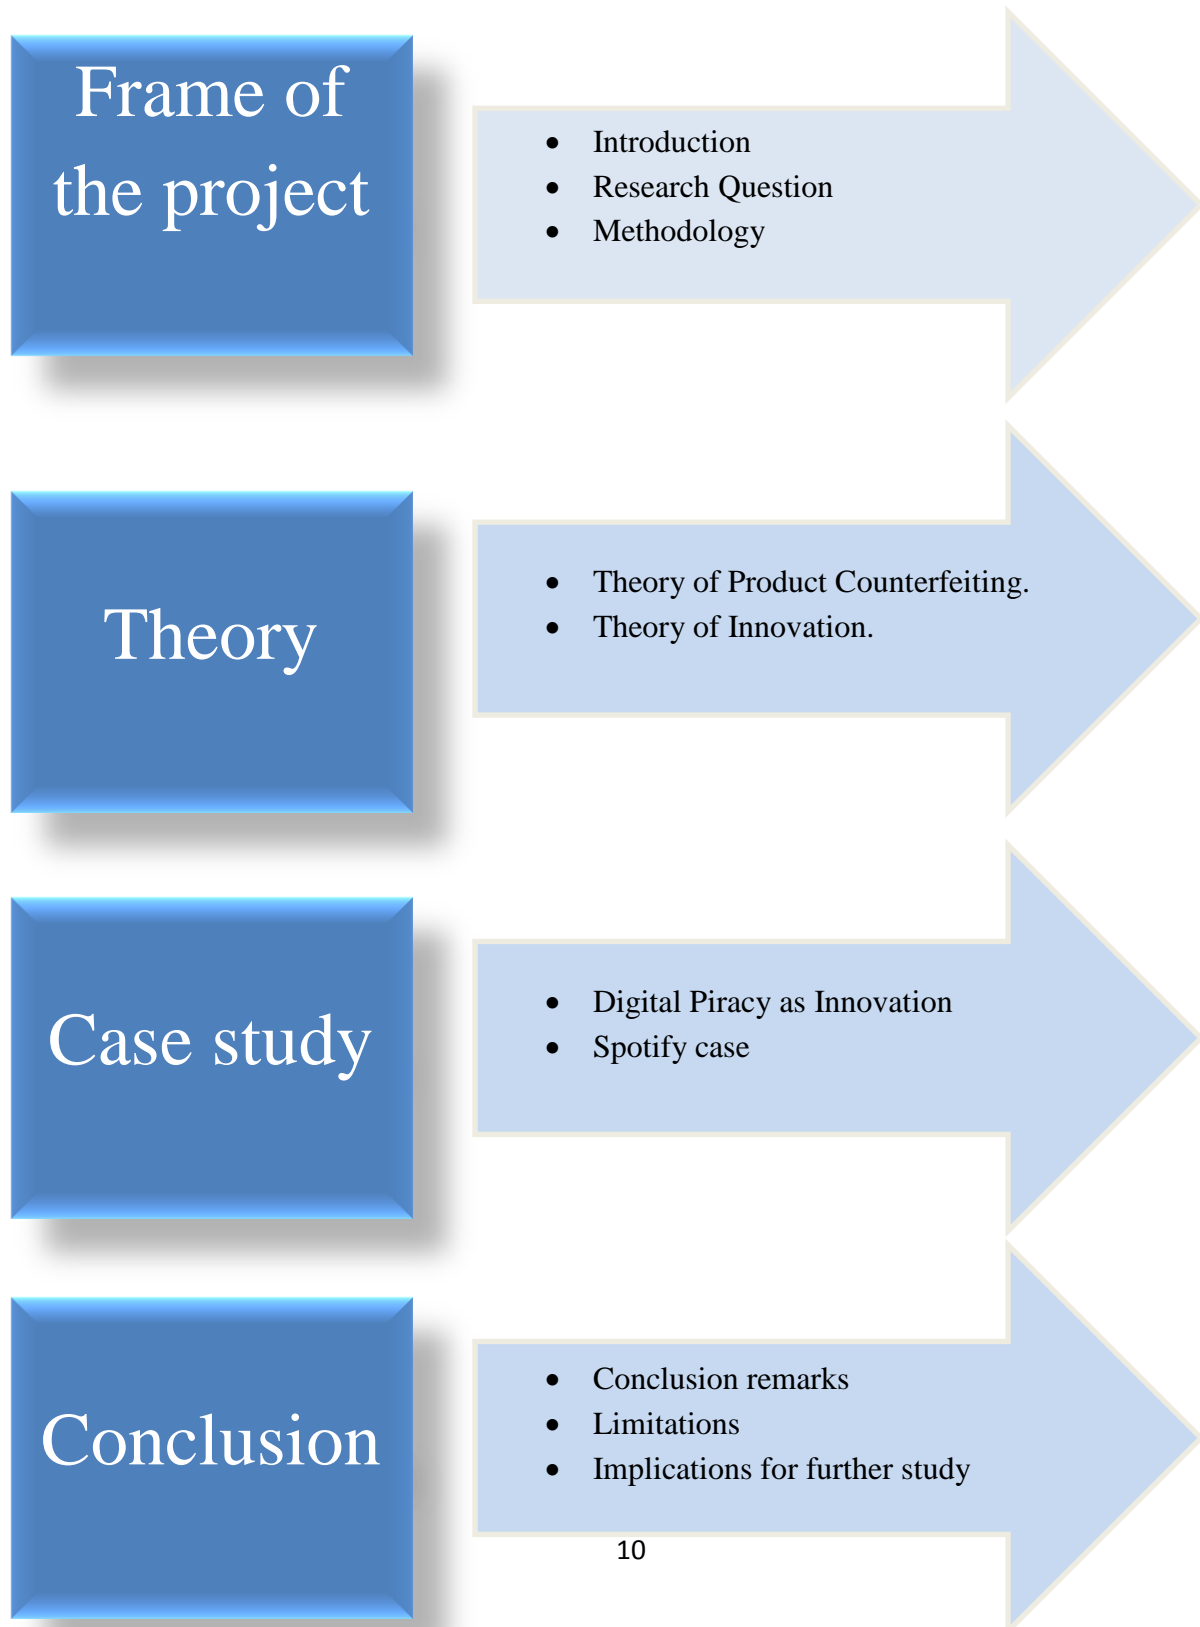 Frame of
the project
• Introduction
• Research Question
• Methodology
Theory
• Theory of Product Counterfeiting.
• Theory of Innovation.
Case study
• Digital Piracy as Innovation
• Spotify case
Conclusion
• Conclusion remarks
• Limitations
• Implications for further study
10